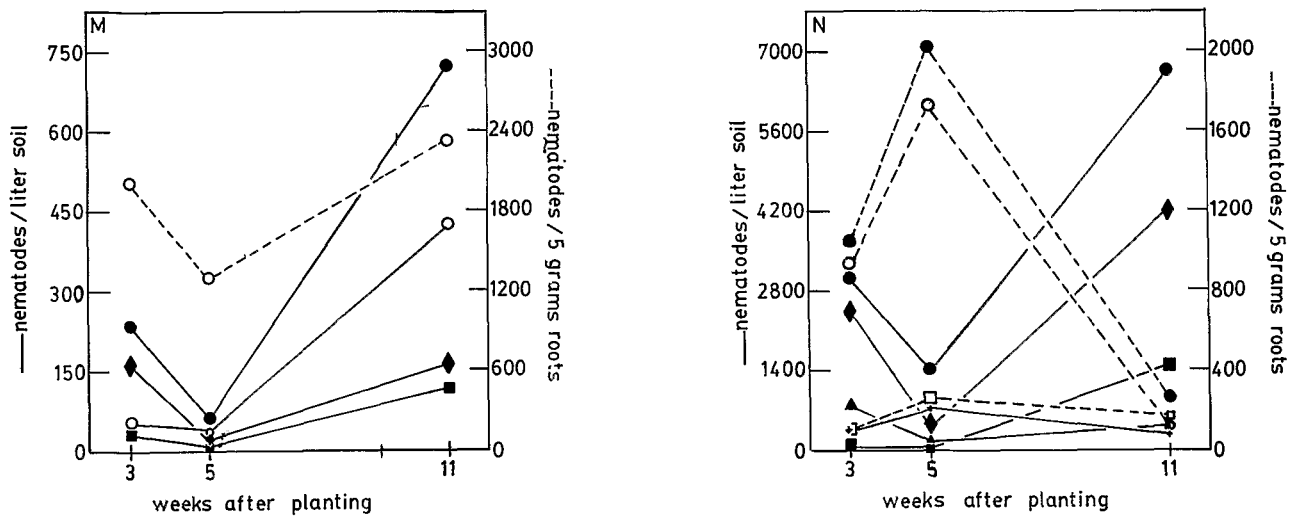 M
750
600
450
300
150
0
3000
2400
1800
1200
600
0
nematodes/liter soil
nematodes / 5 grams roots
3 5 11
weeks after planting
N
7000
5600
4200
2800
1400
0
2000
1600
1200
800
400
0
nematodes/liter soil
nematodes / 5 grams roots
3 5 11
weeks after planting